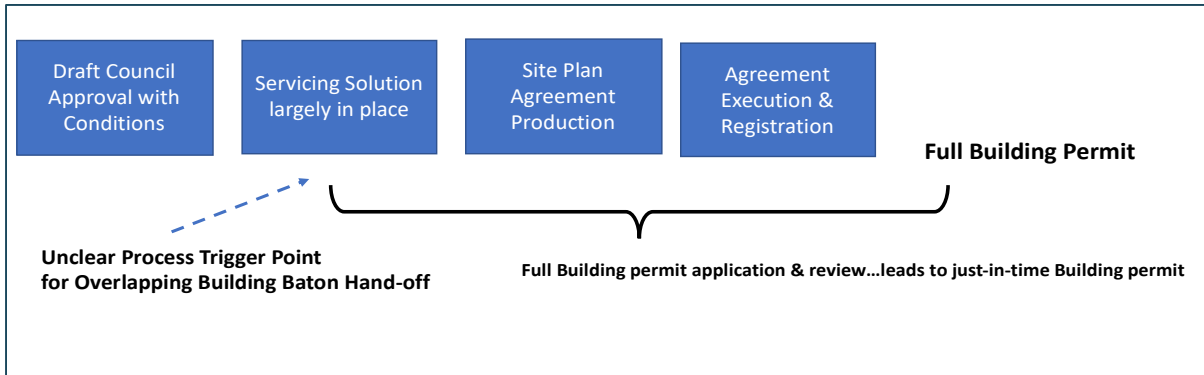 Draft Council
Approval with
Conditions
Servicing Solution
largely in place
Site Plan
Agreement
Production
Agreement
Execution &
Registration
Full Building Permit
Unclear Process Trigger Point
for Overlapping Building Baton Hand-off
Full Building permit application & review...leads to just-in-time Building permit